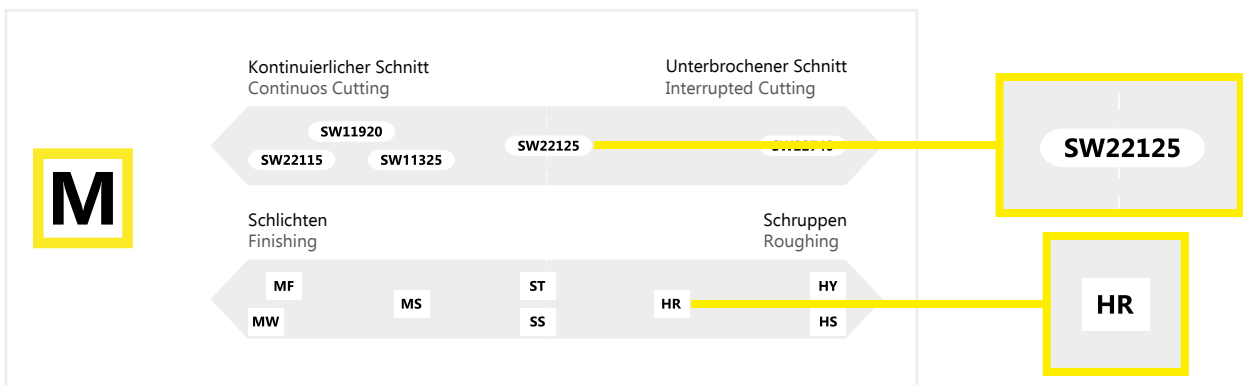 Kontinuierlicher Schnitt
Continuos Cutting
Unterbrochener Schnitt
Interrupted Cutting
SW11920
SW22115
SW11325
SW22125
SW22125
M
Schlichten
Finishing
Schruppen
Roughing
MF
MW
MS
ST
SS
HR
HY
HS
HR